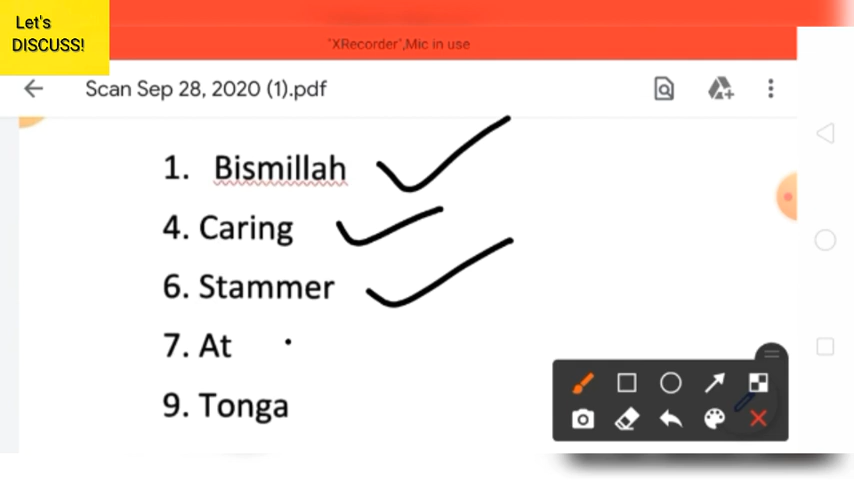 Let's
DISCUSS!
"XRecorder",Mic in use
Scan Sep 28, 2020 (1).pdf
1. Bismillah
4. Caring
6. Stammer
7. At
9. Tonga